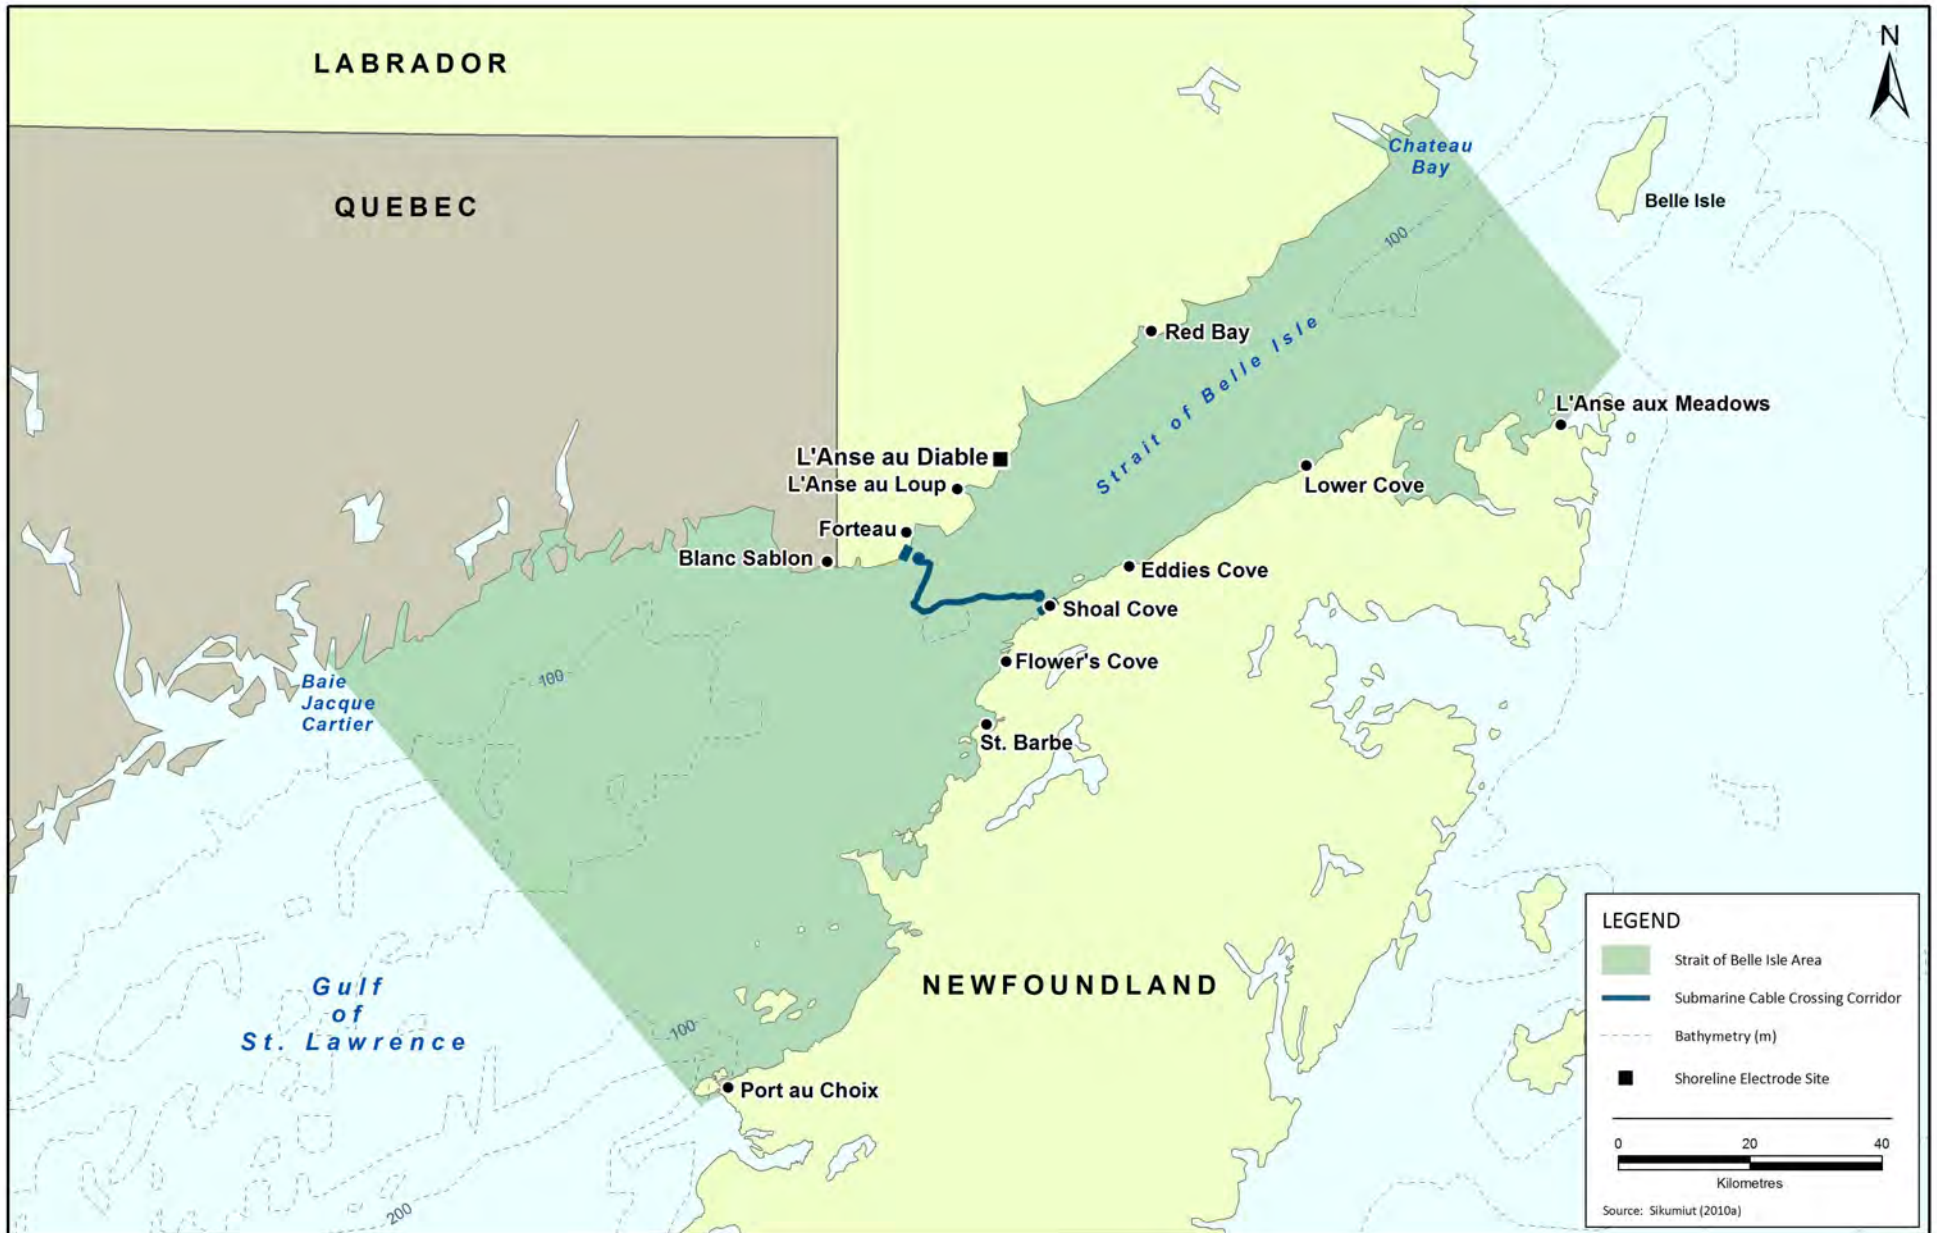 LABRADOR
N
Chateau
Bay
QUEBEC
Belle Isle
100
Red Bay
Strait of Belle Isle
L'Anse aux Meadows
L'Anse au Diable
L'Anse au Loup
Lower Cove
Forteau
Blanc Sablon
Eddies Cove
Shoal Cove
Flower's Cove
100
Baie
Jacque
Cartier
St. Barbe
NEWFOUNDLAND
Gulf
of
St. Lawrence
100
Port au Choix
200
LEGEND
Strait of Belle Isle Area
Submarine Cable Crossing Corridor
Bathymetry (m)
Shoreline Electrode Site
0 20 40
Kilometres
Source: Sikumiut (2010a)